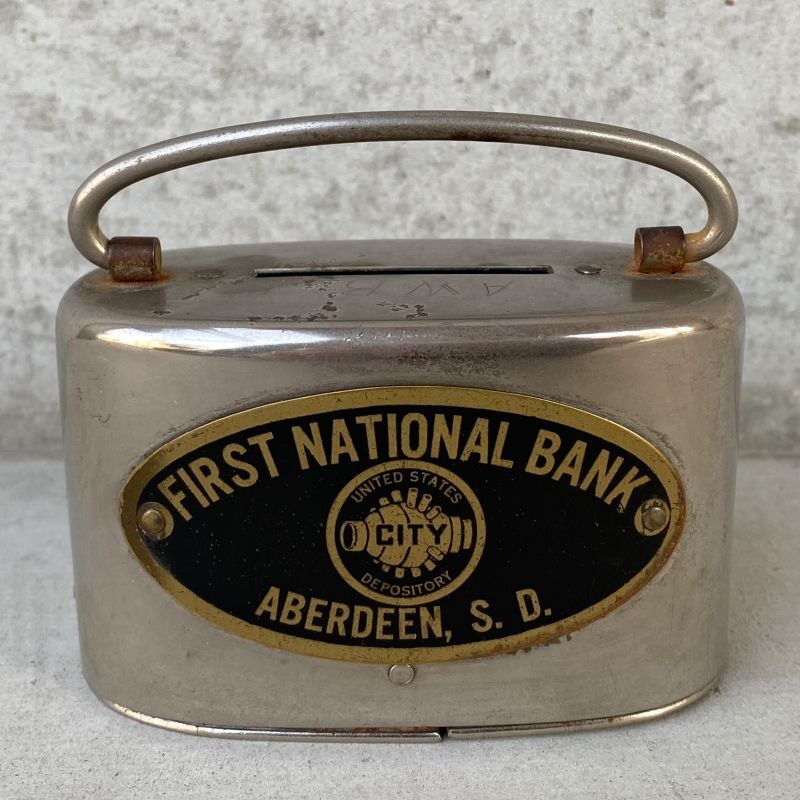 A W B
FIRST NATIONAL BANK
UNITED STATES
CITY
DEPOSITORY
ABERDEEN, S. D.